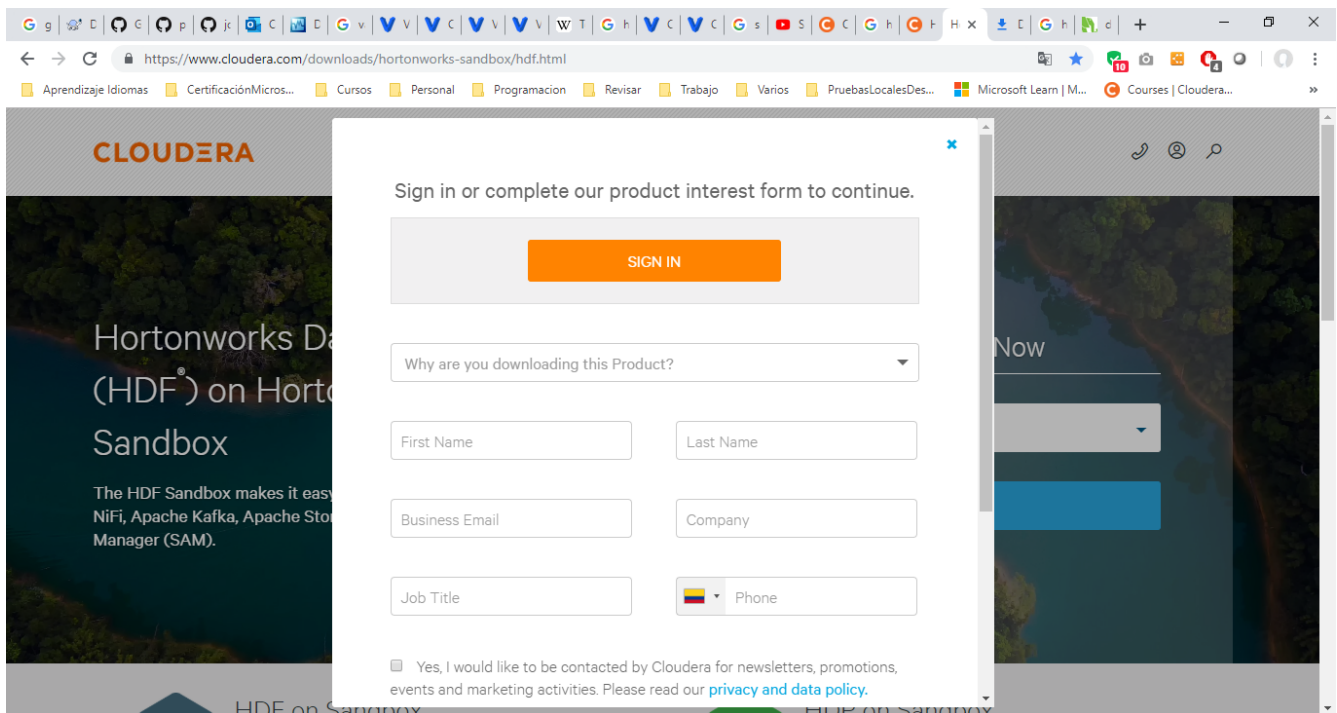 https://www.cloudera.com/downloads/hortonworks-sandbox/hdf.html
Aprendizaje Idiomas CertificaciónMicros... Cursos Personal Programacion Revisar Trabajo Varios PruebasLocalesDes... Microsoft Learn | M... Courses | Cloudera... »
CLOUDERA
Sign in or complete our product interest form to continue.
SIGN IN
Hortonworks Da
(HDF®) on Horto
Sandbox
The HDF Sandbox makes it easy
NiFi, Apache Kafka, Apache Stor
Manager (SAM).
Now
Why are you downloading this Product?
First Name Last Name
Business Email Company
Job Title Phone
Yes, I would like to be contacted by Cloudera for newsletters, promotions,
events and marketing activities. Please read our privacy and data policy.
HDF on Sandbox HDP on Sandbox